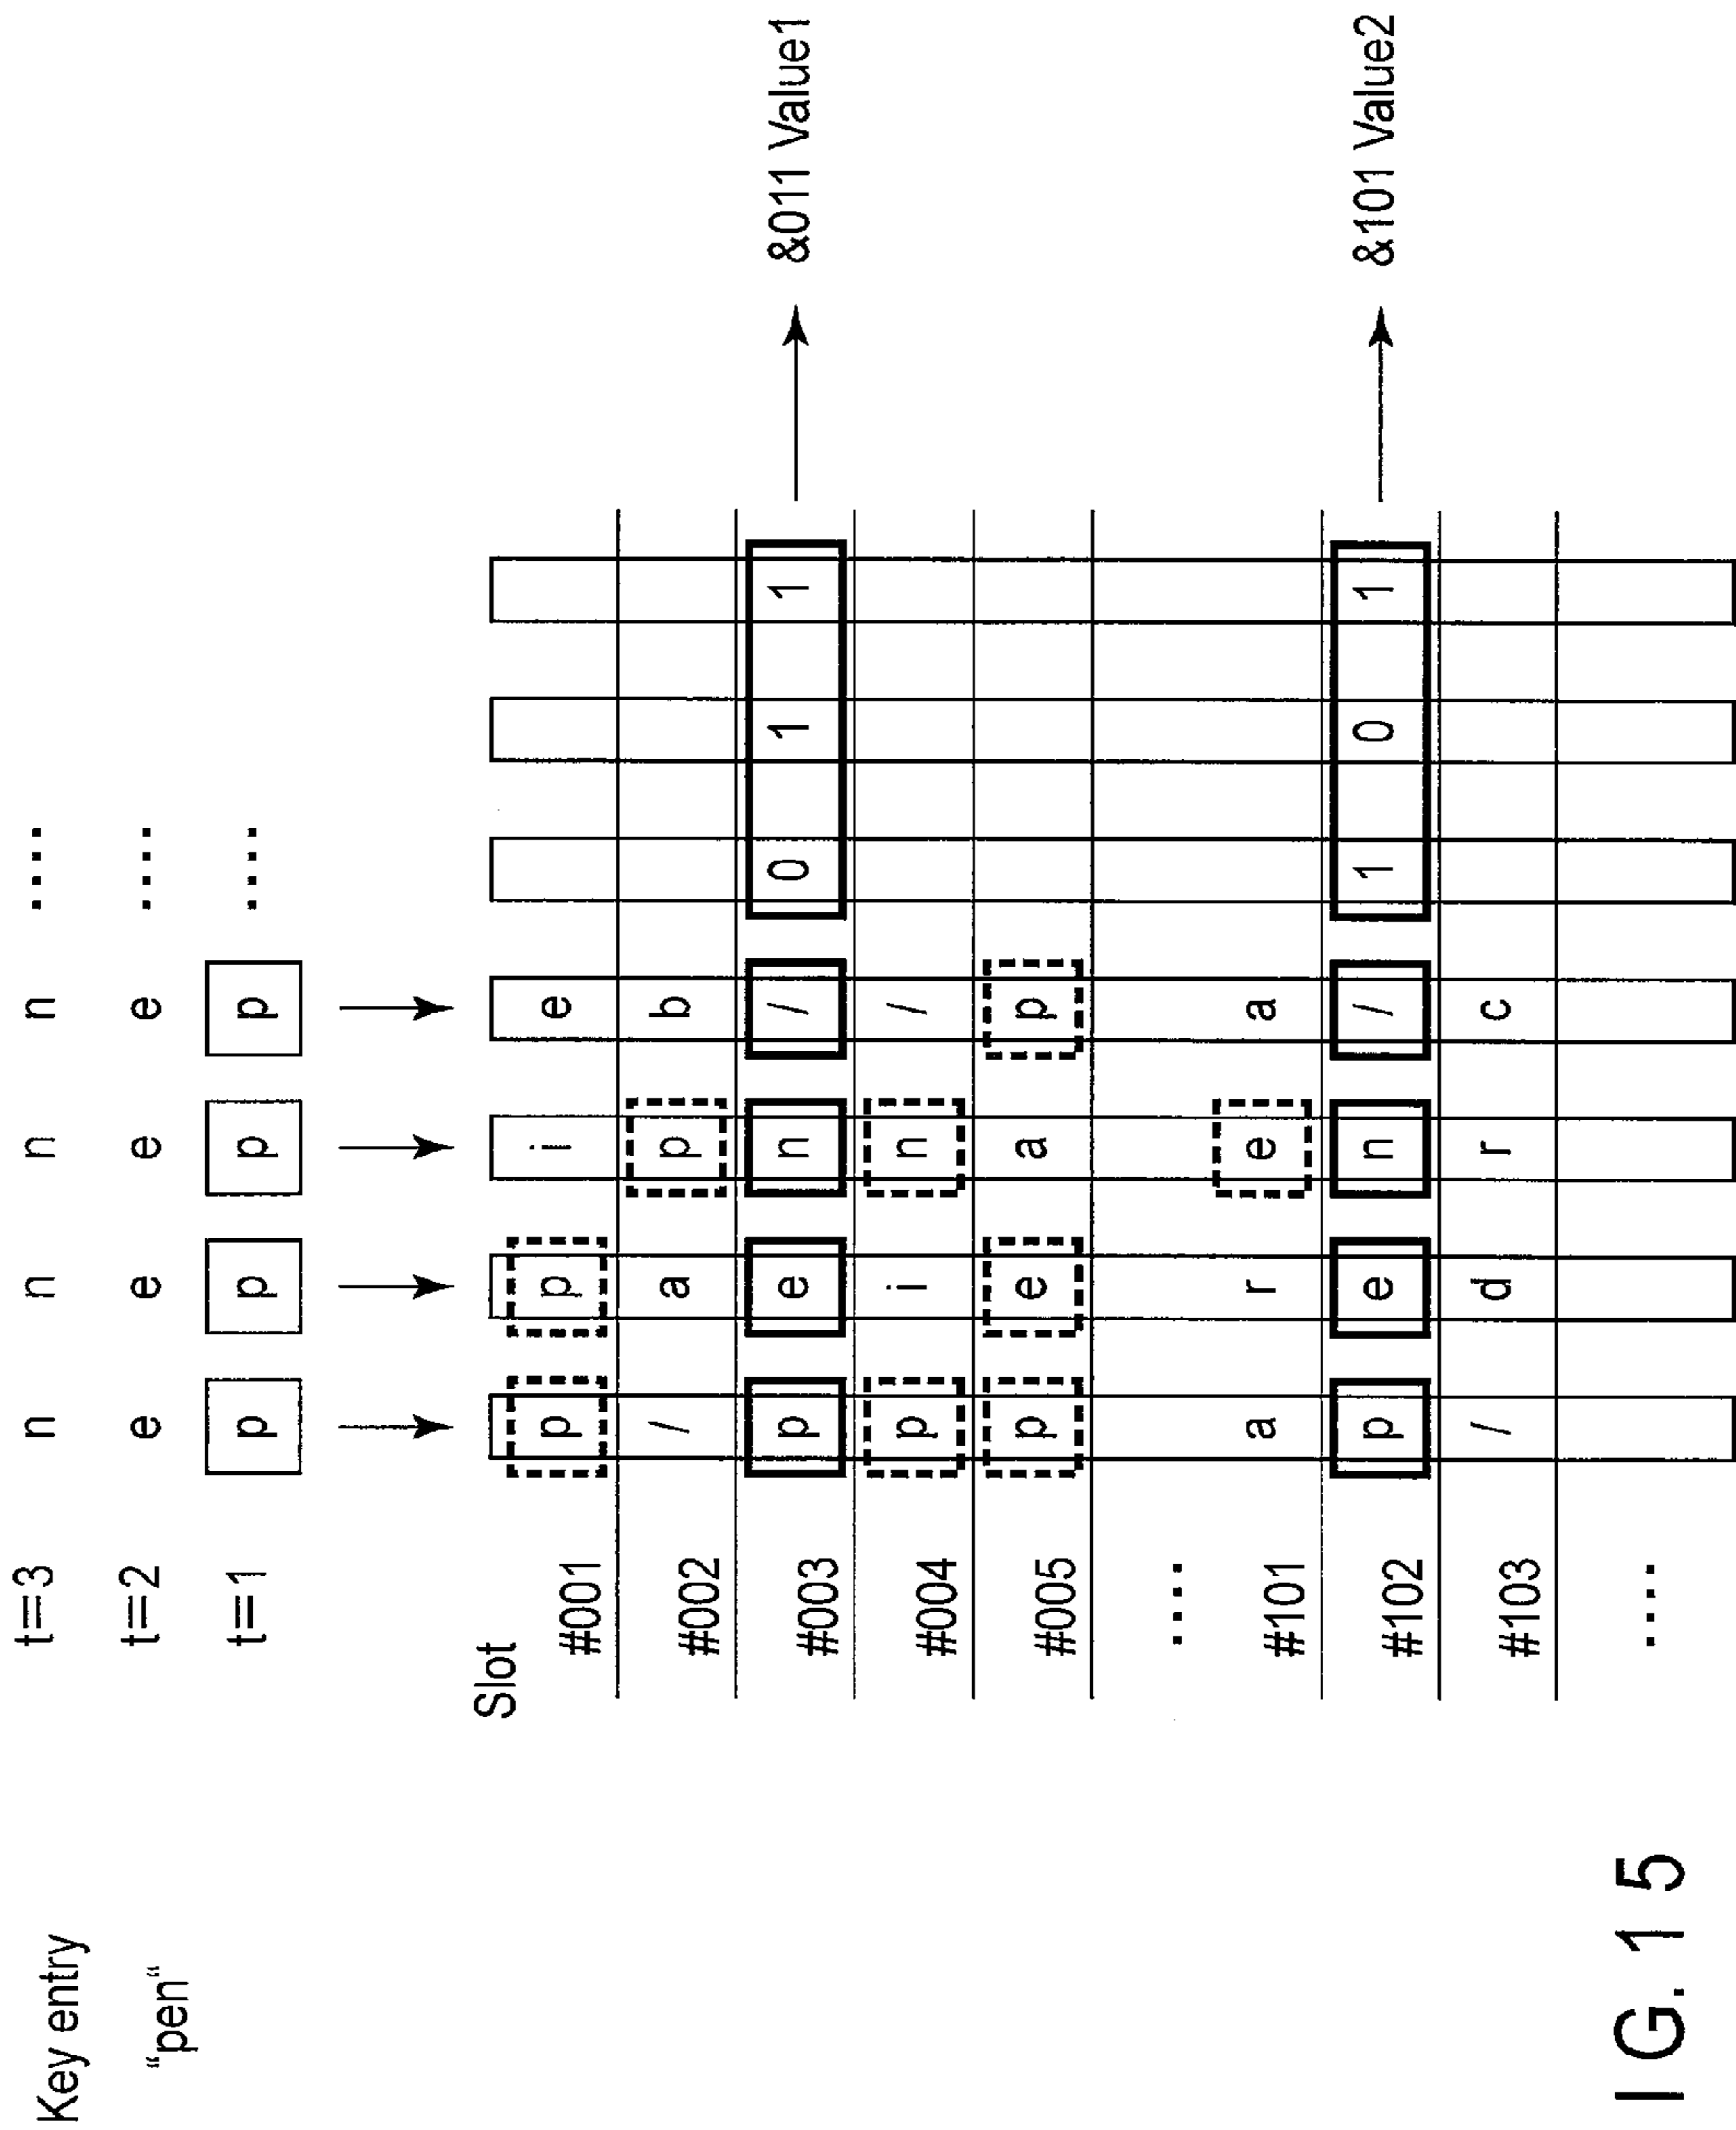 Key entry t=3 n n n n ....
“pen“ t=2 e e e e ....
t=1 p p p p ....
Slot
#001 p p i e
#002 / a p b
#003 p e n / 0 1 1 &011 Value1
#004 p i n /
#005 p e a p
....
#101 a r e a
#102 p e n / 1 0 1 &101 Value2
#103 / d r c
....
IG. 15